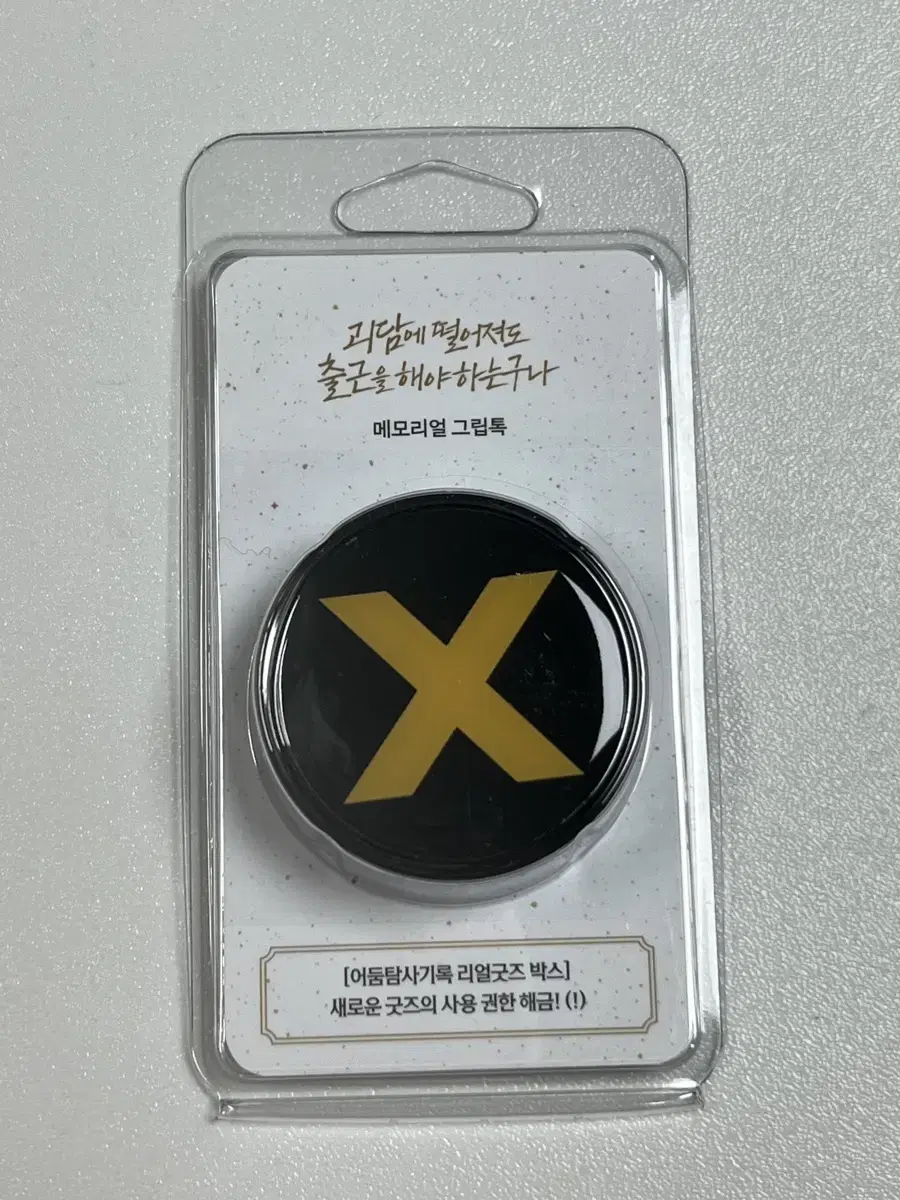 괴담에 떨어져도
출근을 해야 하는구나
메모리얼 그립톡
X
[어둠탐사기록 리얼굿즈 박스]
새로운 굿즈의 사용 권한 해금! (!)